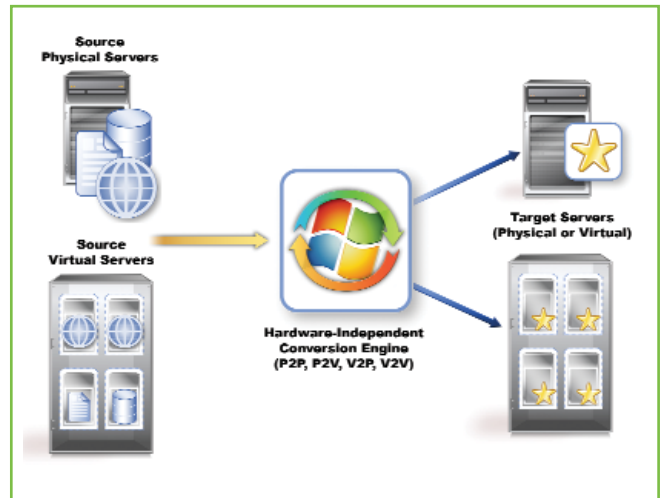 Source
Physical Servers
Source
Virtual Servers
Hardware-Independent
Conversion Engine
(P2P, P2V, V2P, V2V)
Target Servers
(Physical or Virtual)